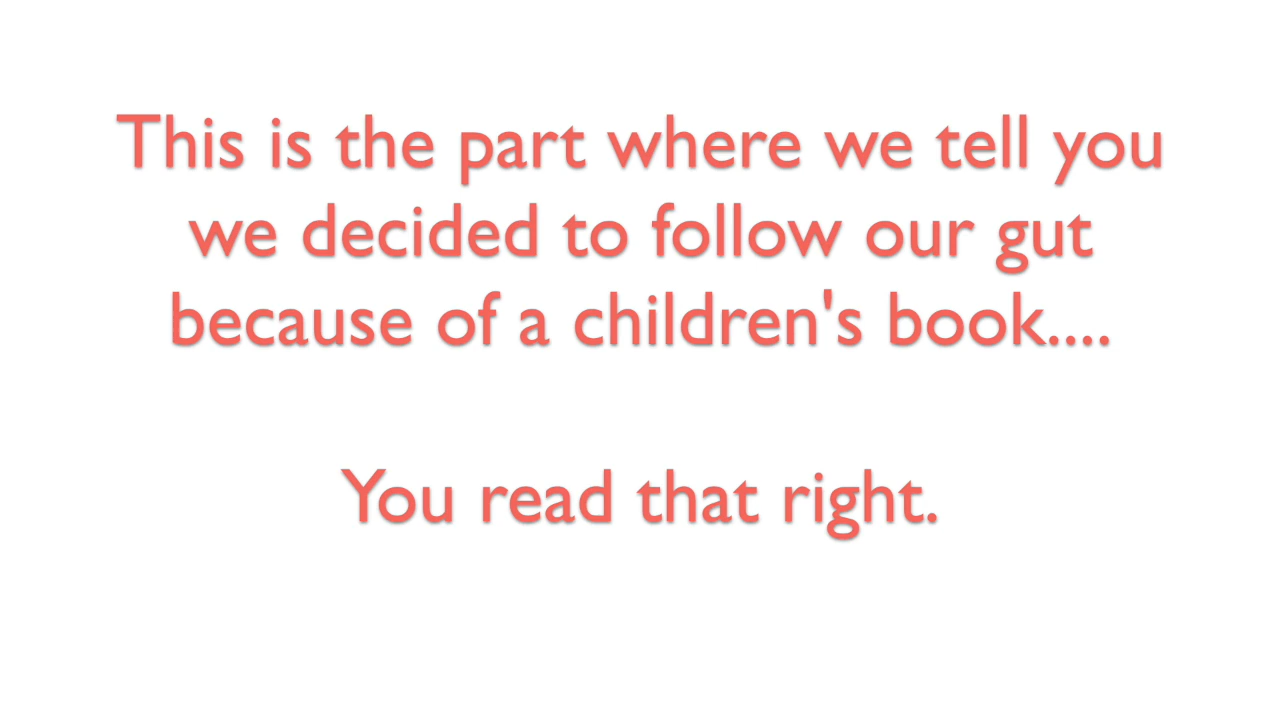 This is the part where we tell you
we decided to follow our gut
because of a children's book....
You read that right.